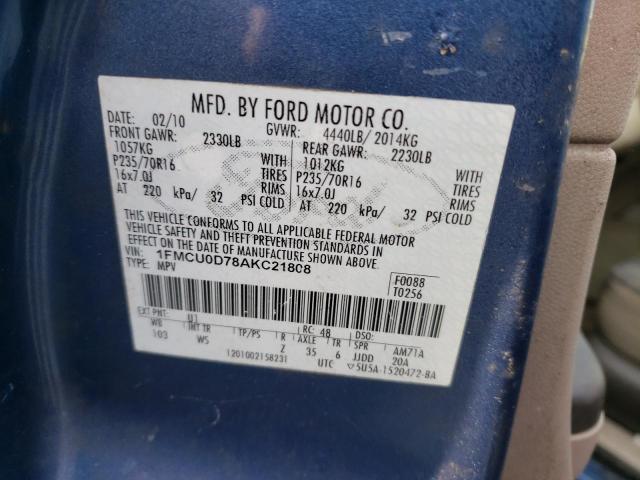 MFD. BY FORD MOTOR CO.
DATE: 02/10 GVWR: 4440LB/ 2014KG
FRONT GAWR: 2330LB REAR GAWR: 2230LB
1057KG WITH 1012KG WITH
P235/70R16 TIRES P235/70R16 TIRES
16x7.0J RIMS 16x7.0J RIMS
AT 220 kPa/ 32 PSI COLD AT 220 kPa/ 32 PSI COLD
THIS VEHICLE CONFORMS TO ALL APPLICABLE FEDERAL MOTOR
VEHICLE SAFETY AND THEFT PREVENTION STANDARDS IN
EFFECT ON THE DATE OF MANUFACTURE SHOWN ABOVE.
VIN: 1FMCU0D78AKC21808 F0088
TYPE: MPV T0256
EXT PNT: U1 RC: 48 DSO:
WB INT TR TP/PS R AXLE TR SPR AM71A
103 W5 Z 35 6 JJDD 20A
1201002158231 UTC 5U5A-1520472-BA
Ford